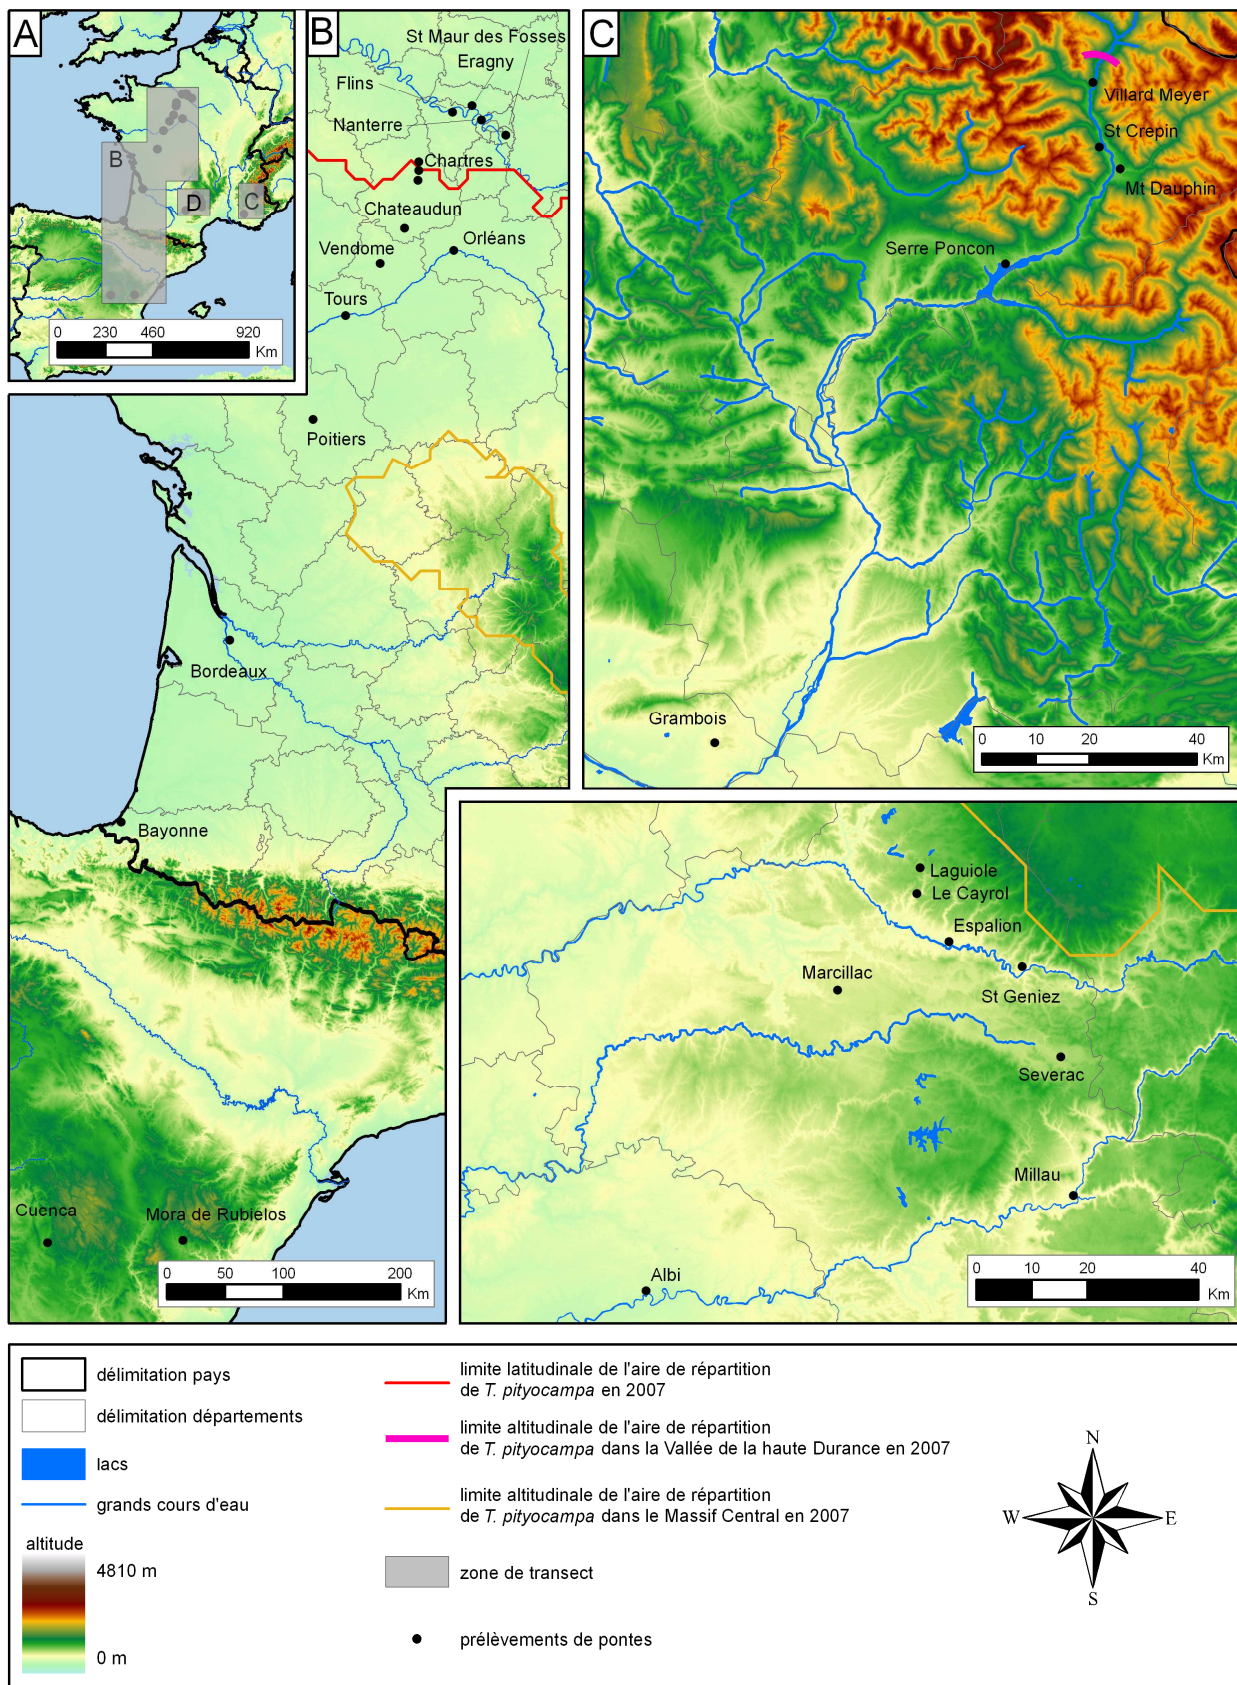 A
B
D
C
0 230 460 920
Km
B
St Maur des Fosses
Eragny
Flins
Nanterre
Chartres
Chateaudun
Vendome
Orléans
Tours
Poitiers
Bordeaux
Bayonne
Cuenca
Mora de Rubielos
0 50 100 200
Km
C
Villard Meyer
St Crepin
Mt Dauphin
Serre Poncon
Grambois
0 10 20 40
Km
Laguiole
Le Cayrol
Espalion
Marcillac
St Geniez
Severac
Millau
Albi
0 10 20 40
Km
délimitation pays
délimitation départements
lacs
grands cours d'eau
altitude
4810 m
0 m
limite latitudinale de l'aire de répartition
de T. pityocampa en 2007
limite altitudinale de l'aire de répartition
de T. pityocampa dans la Vallée de la haute Durance en 2007
limite altitudinale de l'aire de répartition
de T. pityocampa dans le Massif Central en 2007
zone de transect
prélèvements de pontes
N
W
E
S